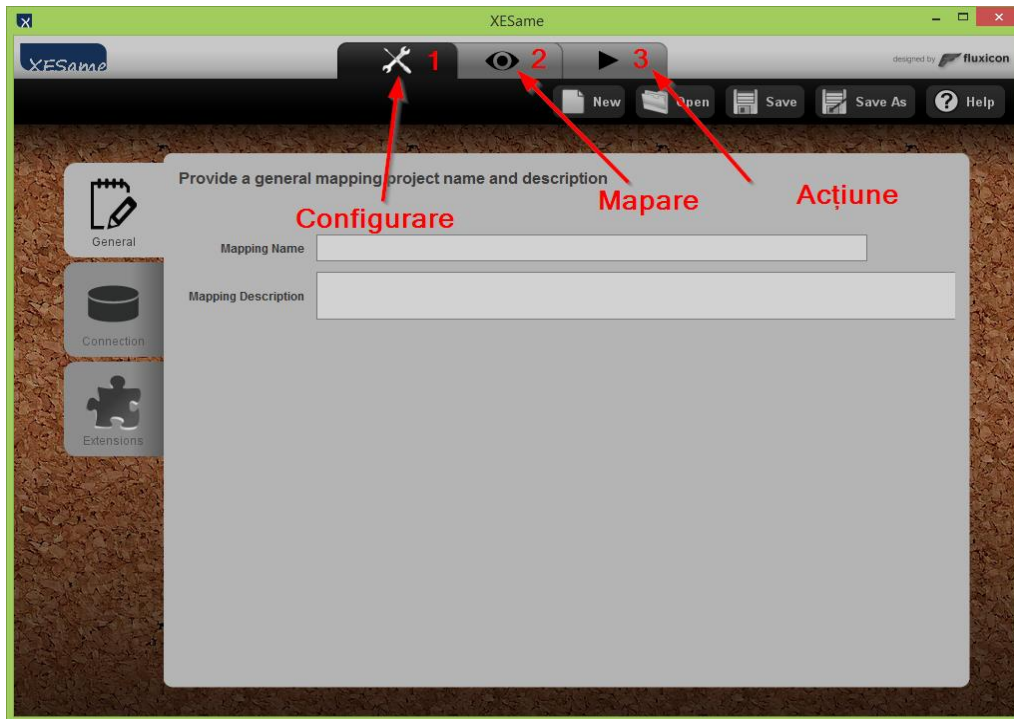 XESame
XESame
1
2
3
designed by fluxicon
New
Open
Save
Save As
Help
Provide a general mapping project name and description
Configurare
Mapare
Acțiune
General
Mapping Name
Mapping Description
Connection
Extensions